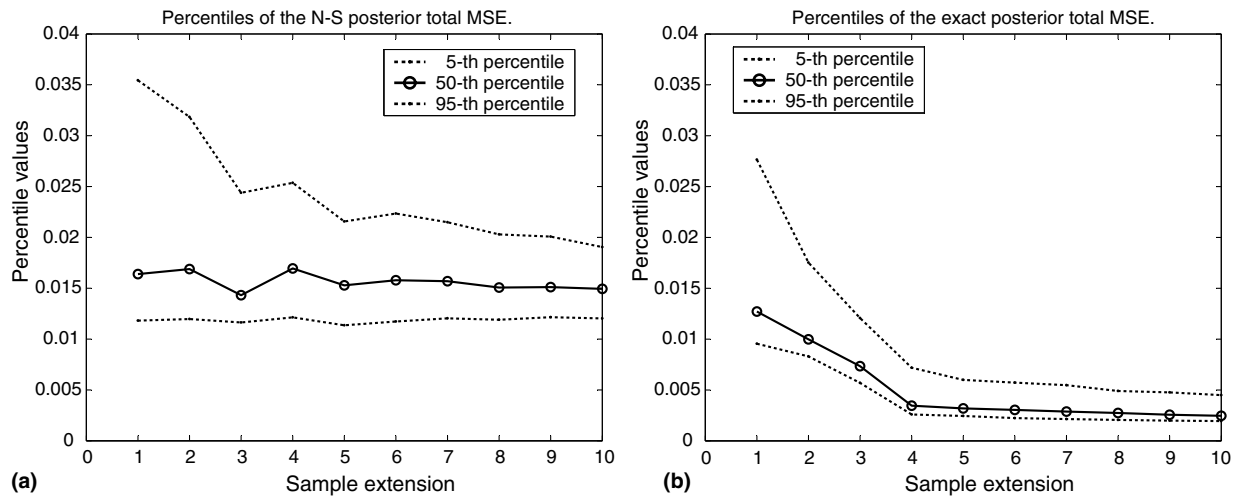 Percentiles of the N-S posterior total MSE.
0.04
0.035
0.03
0.025
0.02
0.015
0.01
0.005
0
Percentile values
5-th percentile
50-th percentile
95-th percentile
0 1 2 3 4 5 6 7 8 9 10
(a) Sample extension
Percentiles of the exact posterior total MSE.
0.04
0.035
0.03
0.025
0.02
0.015
0.01
0.005
0
Percentile values
5-th percentile
50-th percentile
95-th percentile
0 1 2 3 4 5 6 7 8 9 10
(b) Sample extension